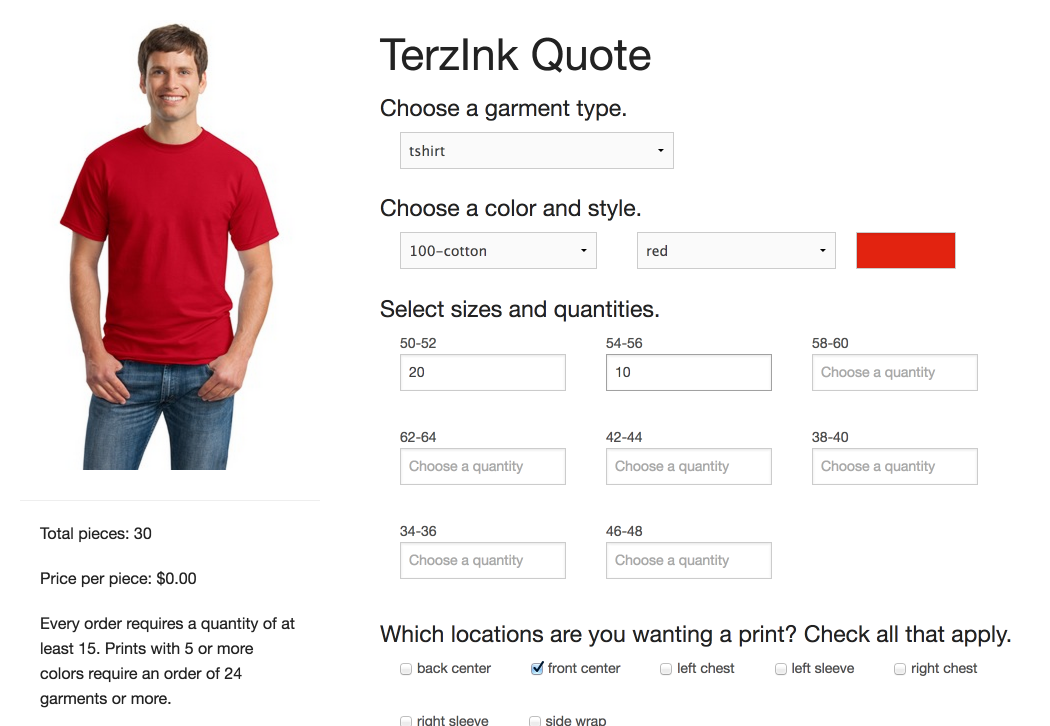 TerzInk Quote
Choose a garment type.
tshirt
Choose a color and style.
100-cotton red
Select sizes and quantities.
50-52 54-56 58-60
20 10 Choose a quantity
62-64 42-44 38-40
Choose a quantity Choose a quantity Choose a quantity
34-36 46-48
Choose a quantity Choose a quantity
Which locations are you wanting a print? Check all that apply.
back center front center left chest left sleeve right chest
right sleeve side wrap
Total pieces: 30
Price per piece: $0.00
Every order requires a quantity of at
least 15. Prints with 5 or more
colors require an order of 24
garments or more.